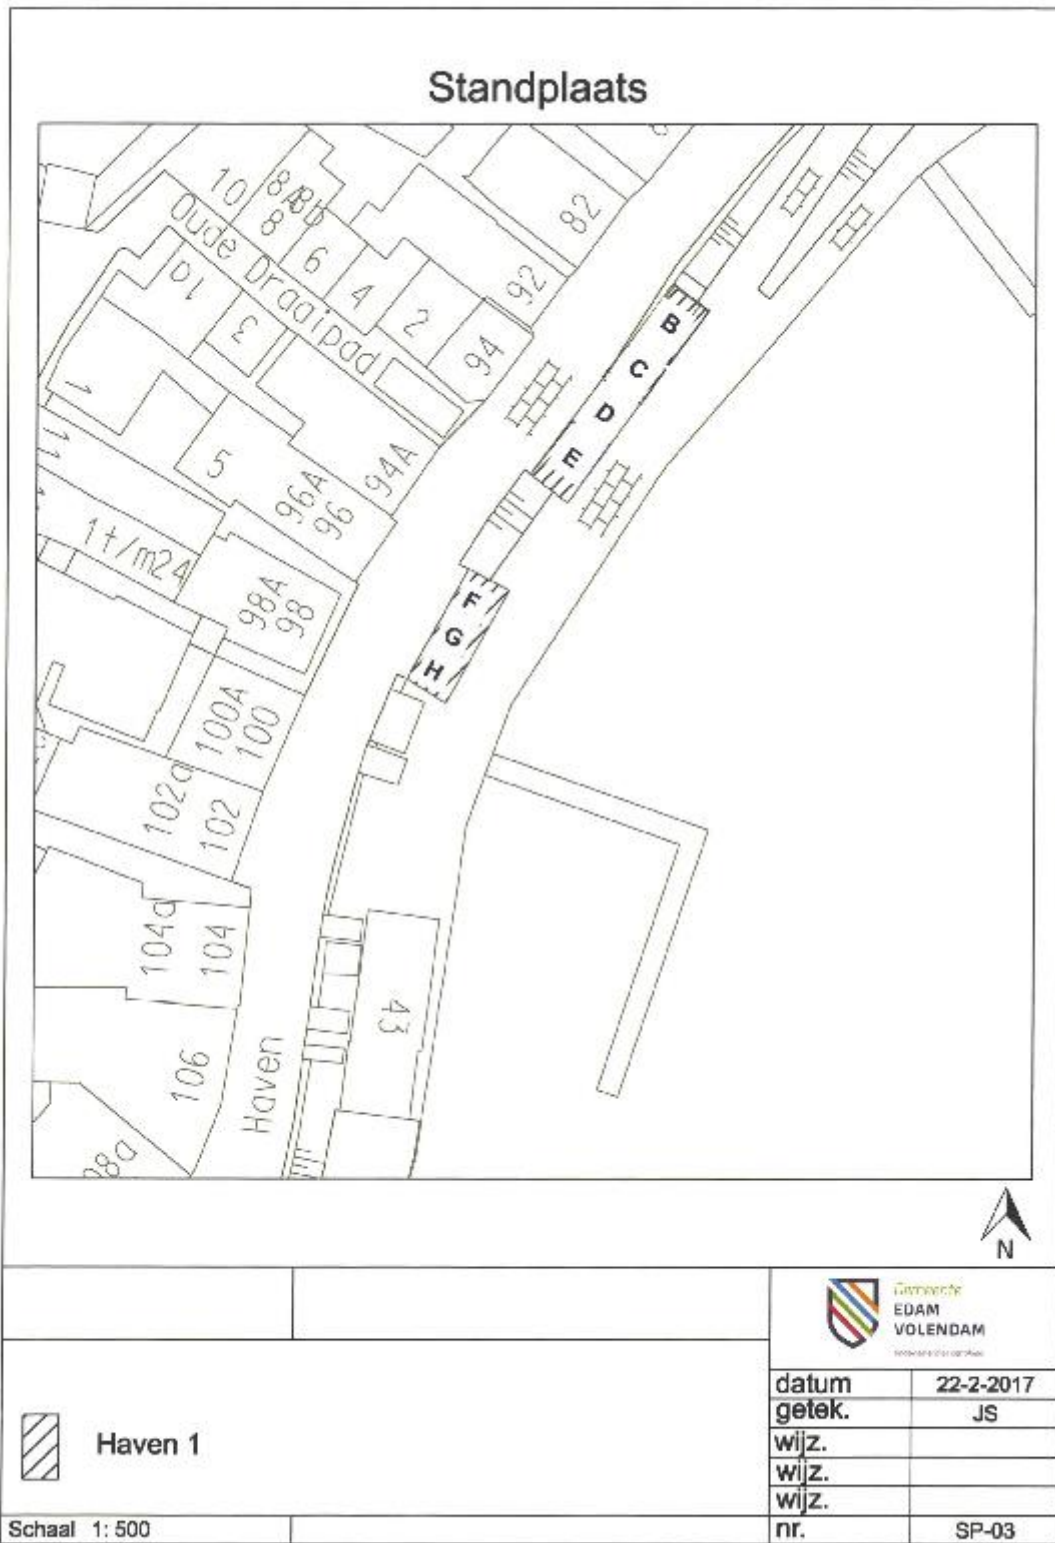 Standplaats
10
8A
8b
8
6
4
2
Oude Draaipad
82
92
94
1a
3
1
5
94A
96A
96
11
1t/m24
98A
98
100A
100
102a
102
104a
104
106
43
Haven
B
C
D
E
F
G
H
N
Gemeente
EDAM
VOLENDAM
datum 22-2-2017
getek. JS
wijz.
wijz.
wijz.
nr. SP-03
Haven 1
Schaal 1: 500